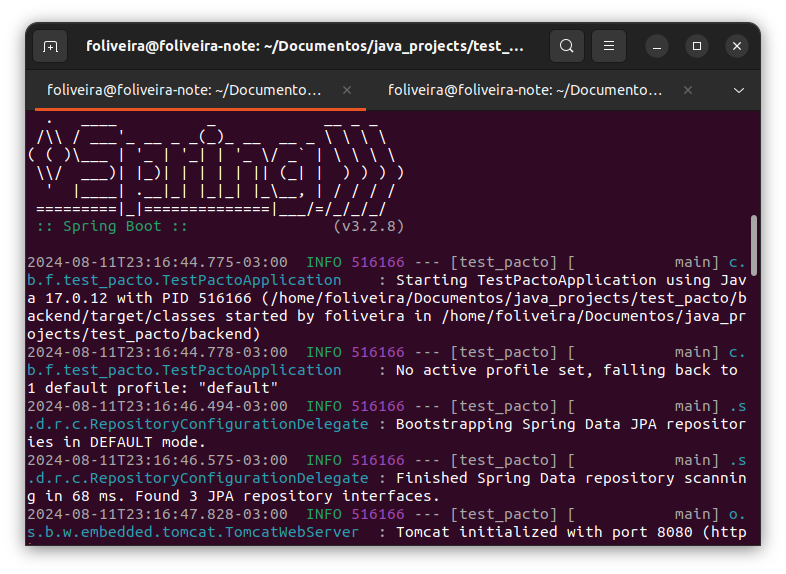 foliveira@foliveira-note: ~/Documentos/java_projects/test_…
foliveira@foliveira-note: ~/Documento… × foliveira@foliveira-note: ~/Documento… ×
  .   ____          _            __ _ _
 /\\ / ___'_ __ _ _(_)_ __  __ _ \ \ \ \
( ( )\___ | '_ | '_| | '_ \/ _` | \ \ \ \
 \\/  ___)| |_)| | | | | || (_| |  ) ) ) )
  '  |____| .__|_| |_|_| |_\__, | / / / /
 =========|_|==============|___/=/_/_/_/
 :: Spring Boot ::                (v3.2.8)
2024-08-11T23:16:44.775-03:00  INFO 516166 --- [test_pacto] [           main] c.
b.f.test_pacto.TestPactoApplication    : Starting TestPactoApplication using Jav
a 17.0.12 with PID 516166 (/home/foliveira/Documentos/java_projects/test_pacto/b
ackend/target/classes started by foliveira in /home/foliveira/Documentos/java_pr
ojects/test_pacto/backend)
2024-08-11T23:16:44.778-03:00  INFO 516166 --- [test_pacto] [           main] c.
b.f.test_pacto.TestPactoApplication    : No active profile set, falling back to
1 default profile: "default"
2024-08-11T23:16:46.494-03:00  INFO 516166 --- [test_pacto] [           main] .s
.d.r.c.RepositoryConfigurationDelegate : Bootstrapping Spring Data JPA repositor
ies in DEFAULT mode.
2024-08-11T23:16:46.575-03:00  INFO 516166 --- [test_pacto] [           main] .s
.d.r.c.RepositoryConfigurationDelegate : Finished Spring Data repository scannin
g in 68 ms. Found 3 JPA repository interfaces.
2024-08-11T23:16:47.828-03:00  INFO 516166 --- [test_pacto] [           main] o.
s.b.w.embedded.tomcat.TomcatWebServer  : Tomcat initialized with port 8080 (http